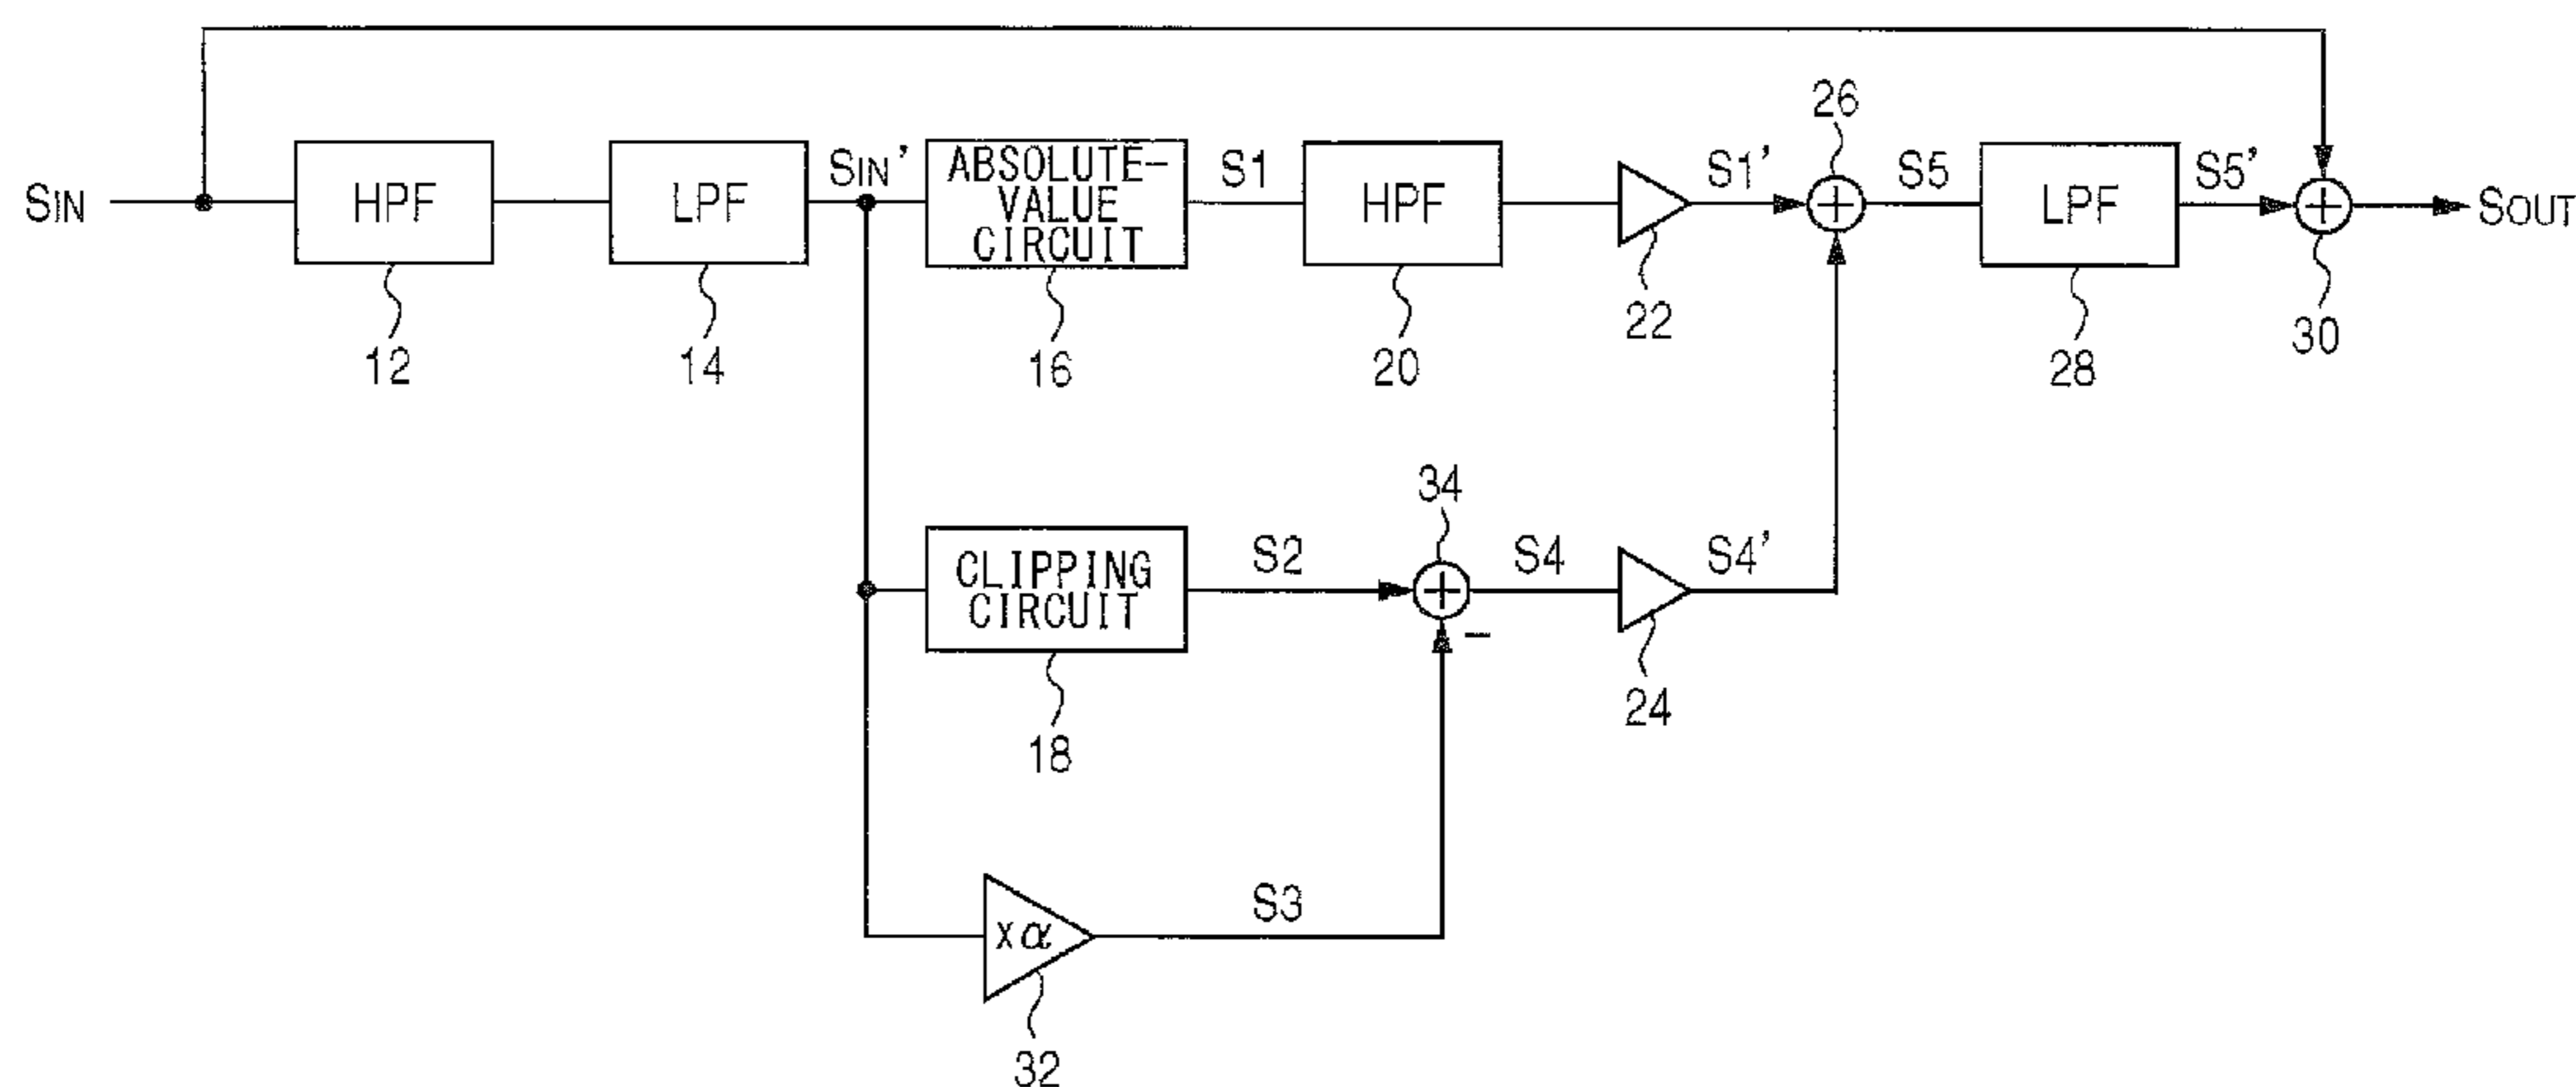 26
SIN
HPF
LPF
SIN'
ABSOLUTE-
VALUE
CIRCUIT
S1
HPF
S1'
+
S5
LPF
S5'
+
SOUT
12
14
16
20
22
28
30
34
CLIPPING
CIRCUIT
S2
+
-
S4
S4'
18
24
xα
S3
32